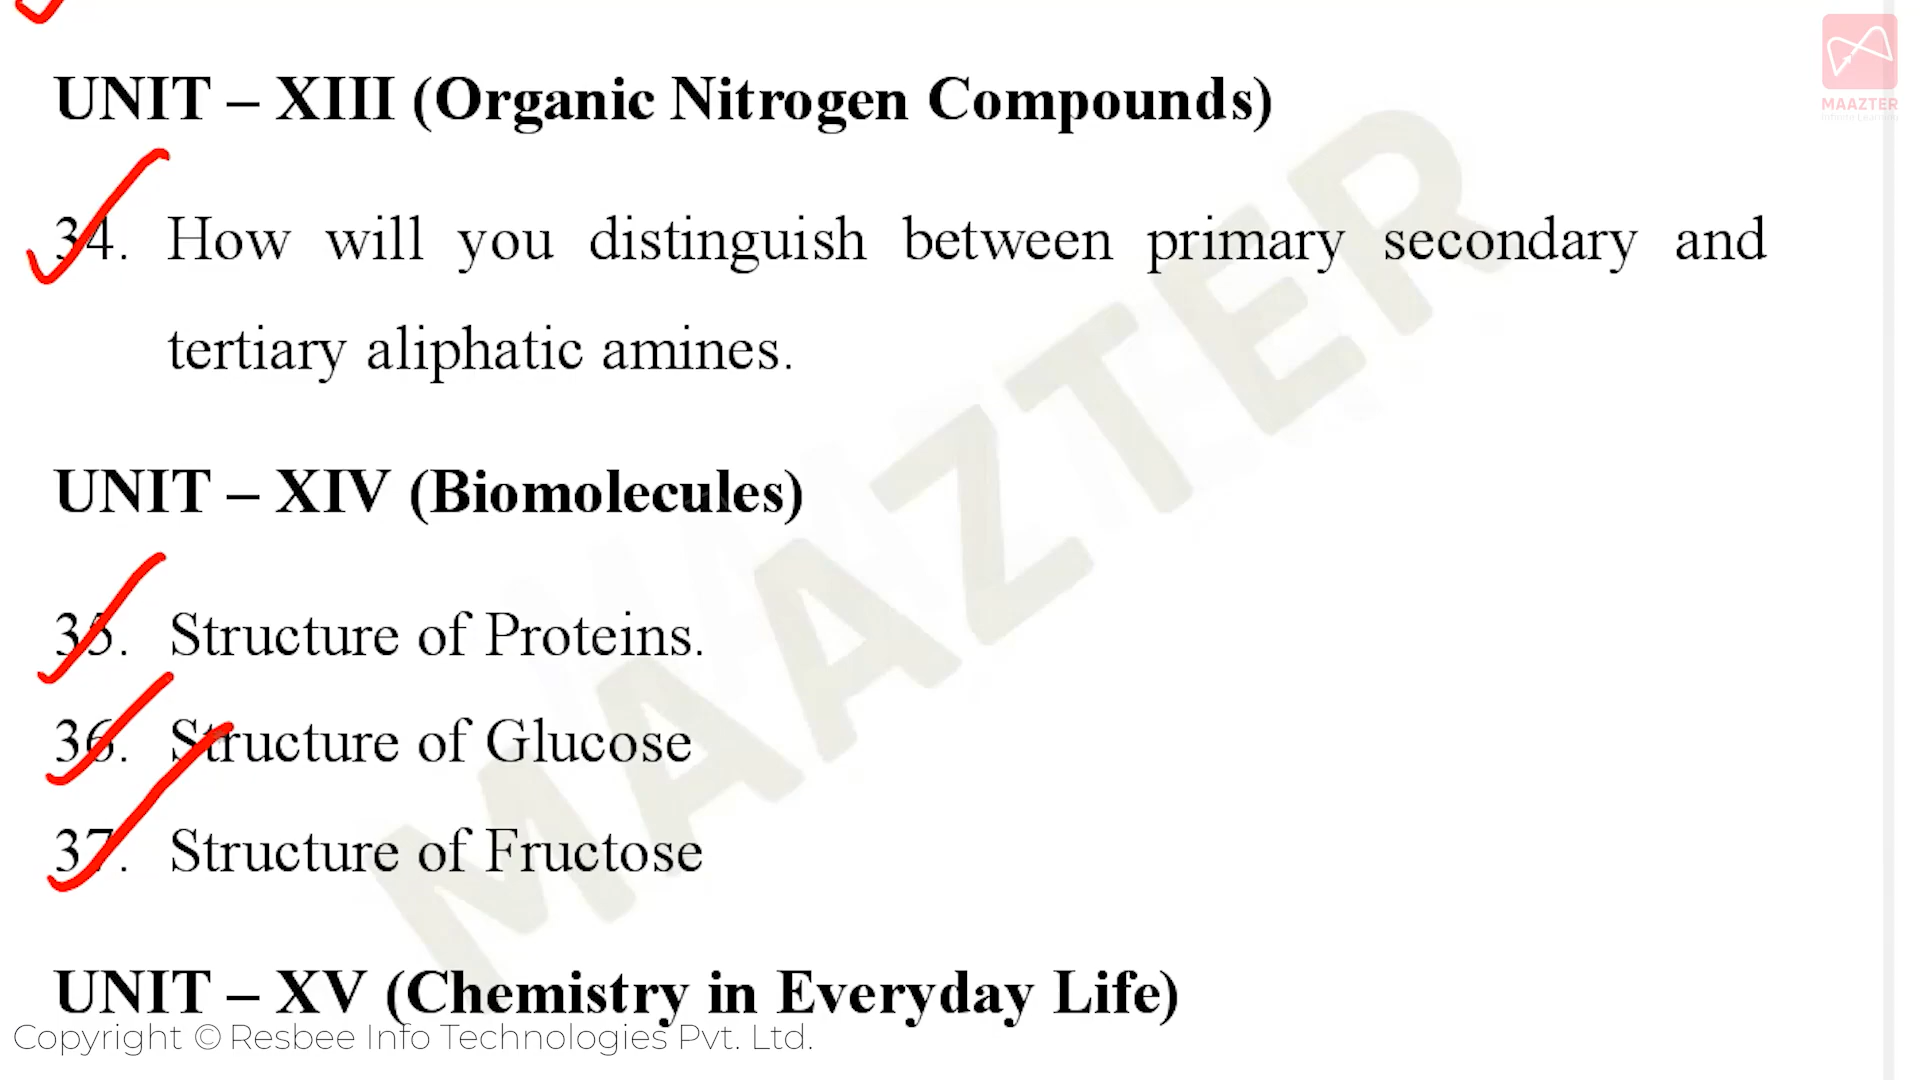 MAAZTER
Infinite Learning
UNIT – XIII (Organic Nitrogen Compounds)
34. How will you distinguish between primary secondary and
tertiary aliphatic amines.
UNIT – XIV (Biomolecules)
35. Structure of Proteins.
36. Structure of Glucose
37. Structure of Fructose
MAAZTER
UNIT – XV (Chemistry in Everyday Life)
Copyright © Resbee Info Technologies Pvt. Ltd.